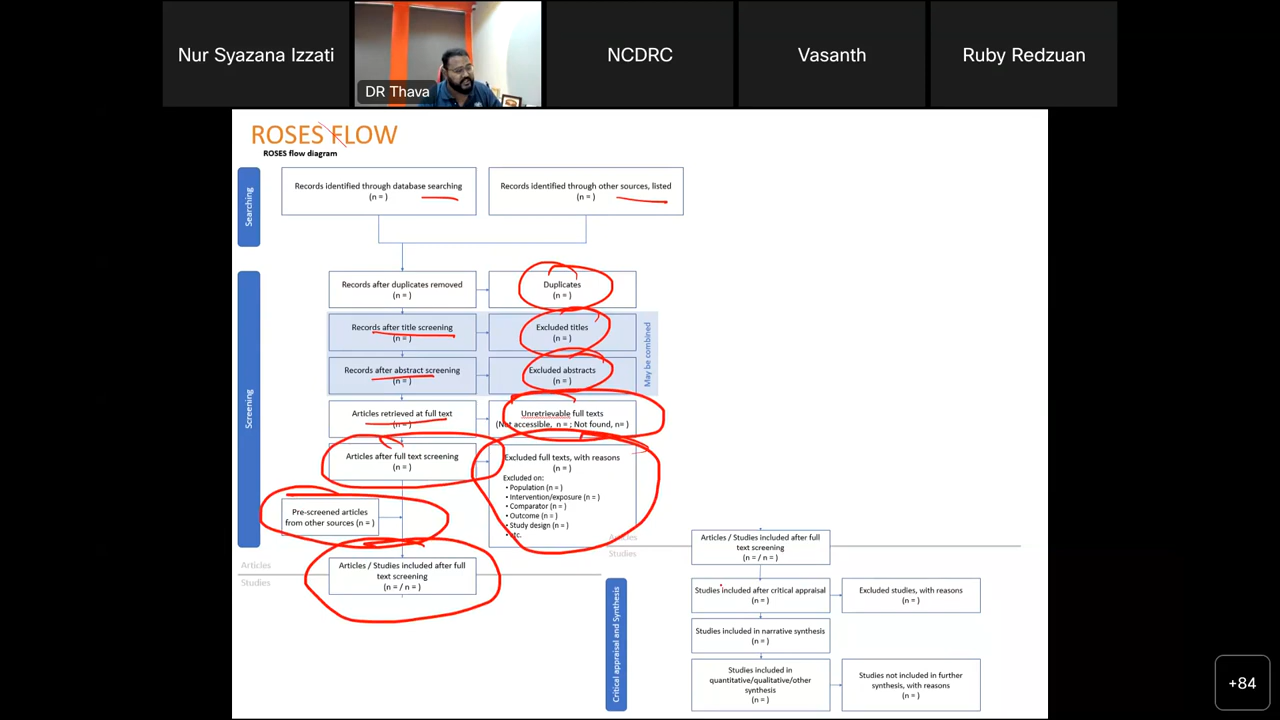 Nur Syazana Izzati
DR Thava
NCDRC
Vasanth
Ruby Redzuan
ROSES FLOW
ROSES flow diagram
Searching
Records identified through database searching
(n = )
Records identified through other sources, listed
(n = )
Screening
Records after duplicates removed
(n = )
Duplicates
(n = )
Records after title screening
(n = )
Excluded titles
(n = )
May be combined
Records after abstract screening
(n = )
Excluded abstracts
(n = )
Articles retrieved at full text
(n = )
Unretrievable full texts
(Not accessible, n = ; Not found, n= )
Articles after full text screening
(n = )
Excluded full texts, with reasons
(n = )
Excluded on:
• Population (n = )
• Intervention/exposure (n = )
• Comparator (n = )
• Outcome (n = )
• Study design (n = )
• etc.
Pre-screened articles
from other sources (n = )
Articles
Studies
Articles / Studies included after full
text screening
(n = / n = )
Articles
Studies
Critical appraisal and Synthesis
Articles / Studies included after full
text screening
(n = / n = )
Studies included after critical appraisal
(n = )
Excluded studies, with reasons
(n = )
Studies included in narrative synthesis
(n = )
Studies included in
quantitative/qualitative/other
synthesis
(n = )
Studies not included in further
synthesis, with reasons
(n = )
+84